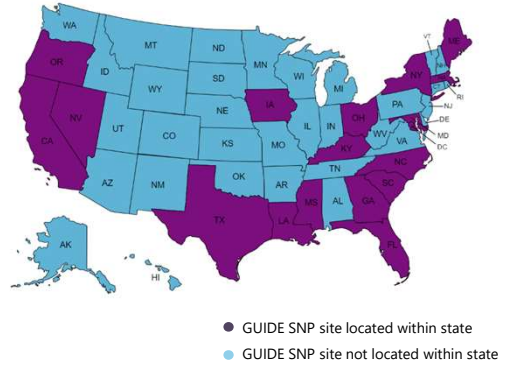 WA
MT
ND
MN
VT
ME
OR
ID
SD
WI
MI
NY
WY
NE
IA
PA
RI
NJ
NV
UT
CO
KS
MO
IL
IN
OH
WV
VA
DE
MD
DC
CA
KY
AZ
NM
OK
AR
TN
NC
SC
TX
LA
MS
AL
GA
FL
AK
HI
GUIDE SNP site located within state
GUIDE SNP site not located within state